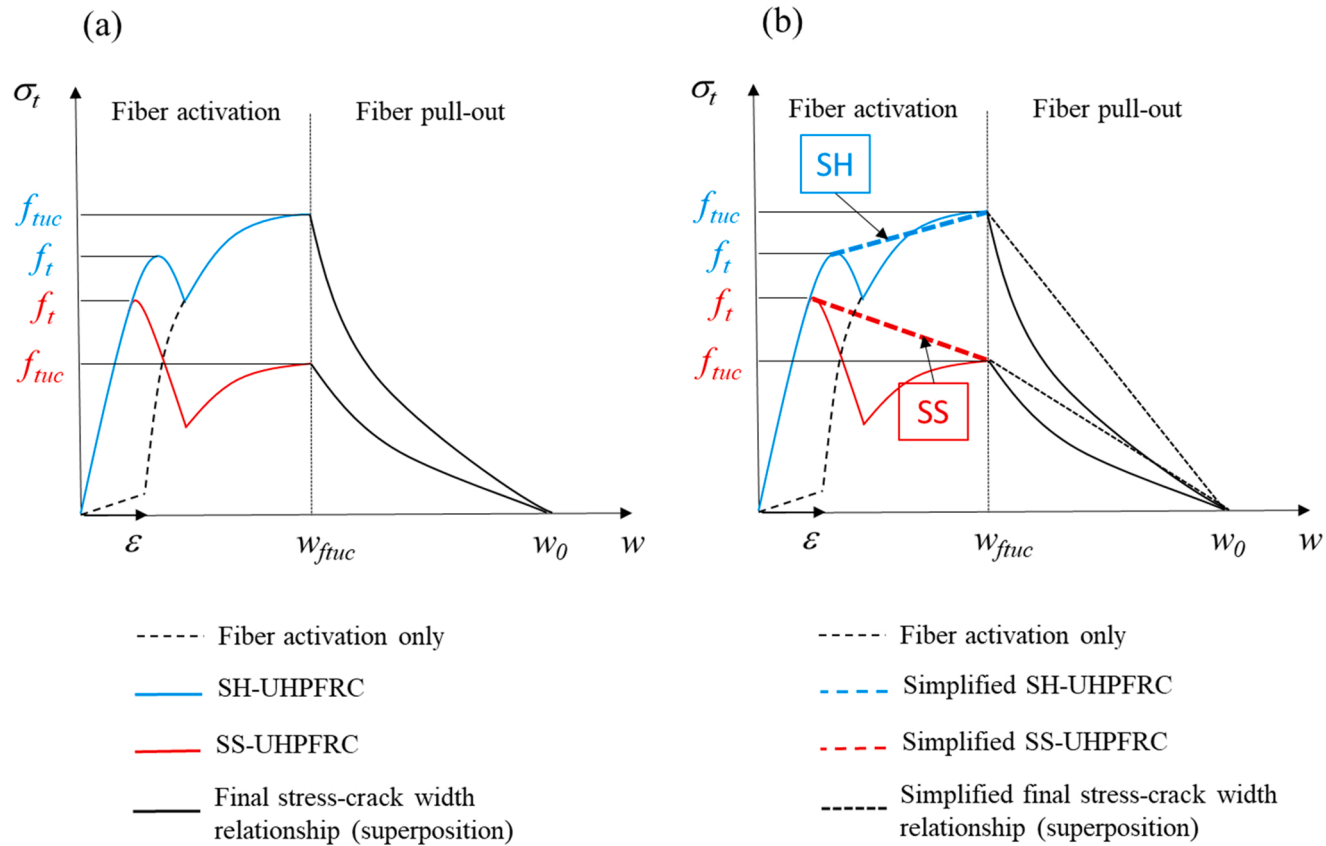 (a)
σt
Fiber activation
Fiber pull-out
ftuc
ft
ft
ftuc
ε
wftuc
w0
w
Fiber activation only
SH-UHPFRC
SS-UHPFRC
Final stress-crack width
relationship (superposition)
(b)
σt
Fiber activation
Fiber pull-out
SH
ftuc
ft
ft
ftuc
SS
ε
wftuc
w0
w
Fiber activation only
Simplified SH-UHPFRC
Simplified SS-UHPFRC
Simplified final stress-crack width
relationship (superposition)